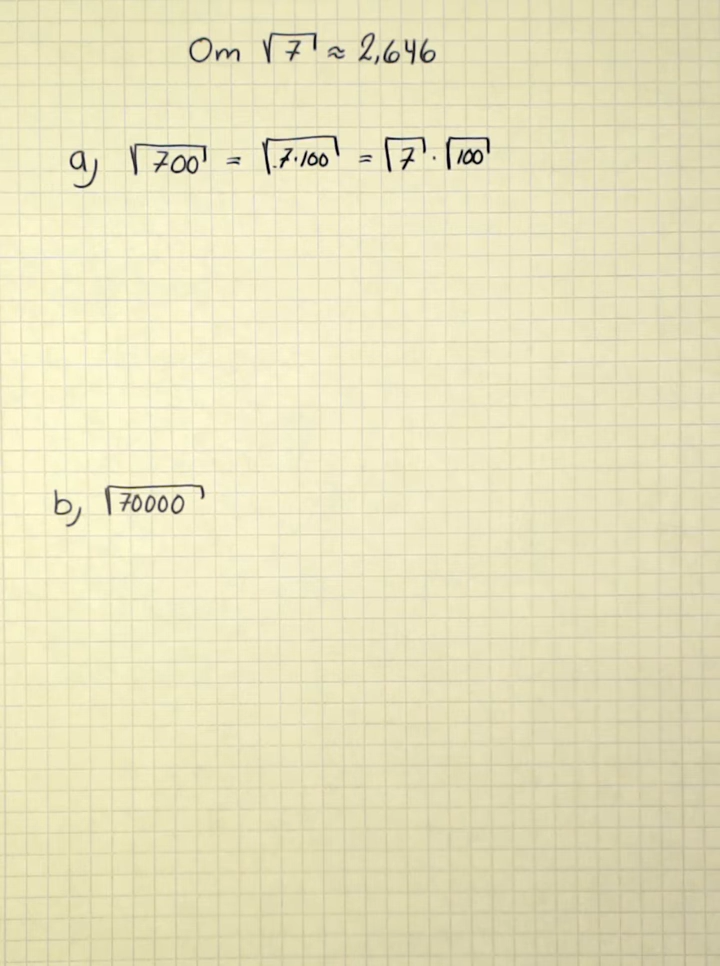 Om √7 ≈ 2,646
a) √700 = √7·100 = √7 · √100
b) √70000